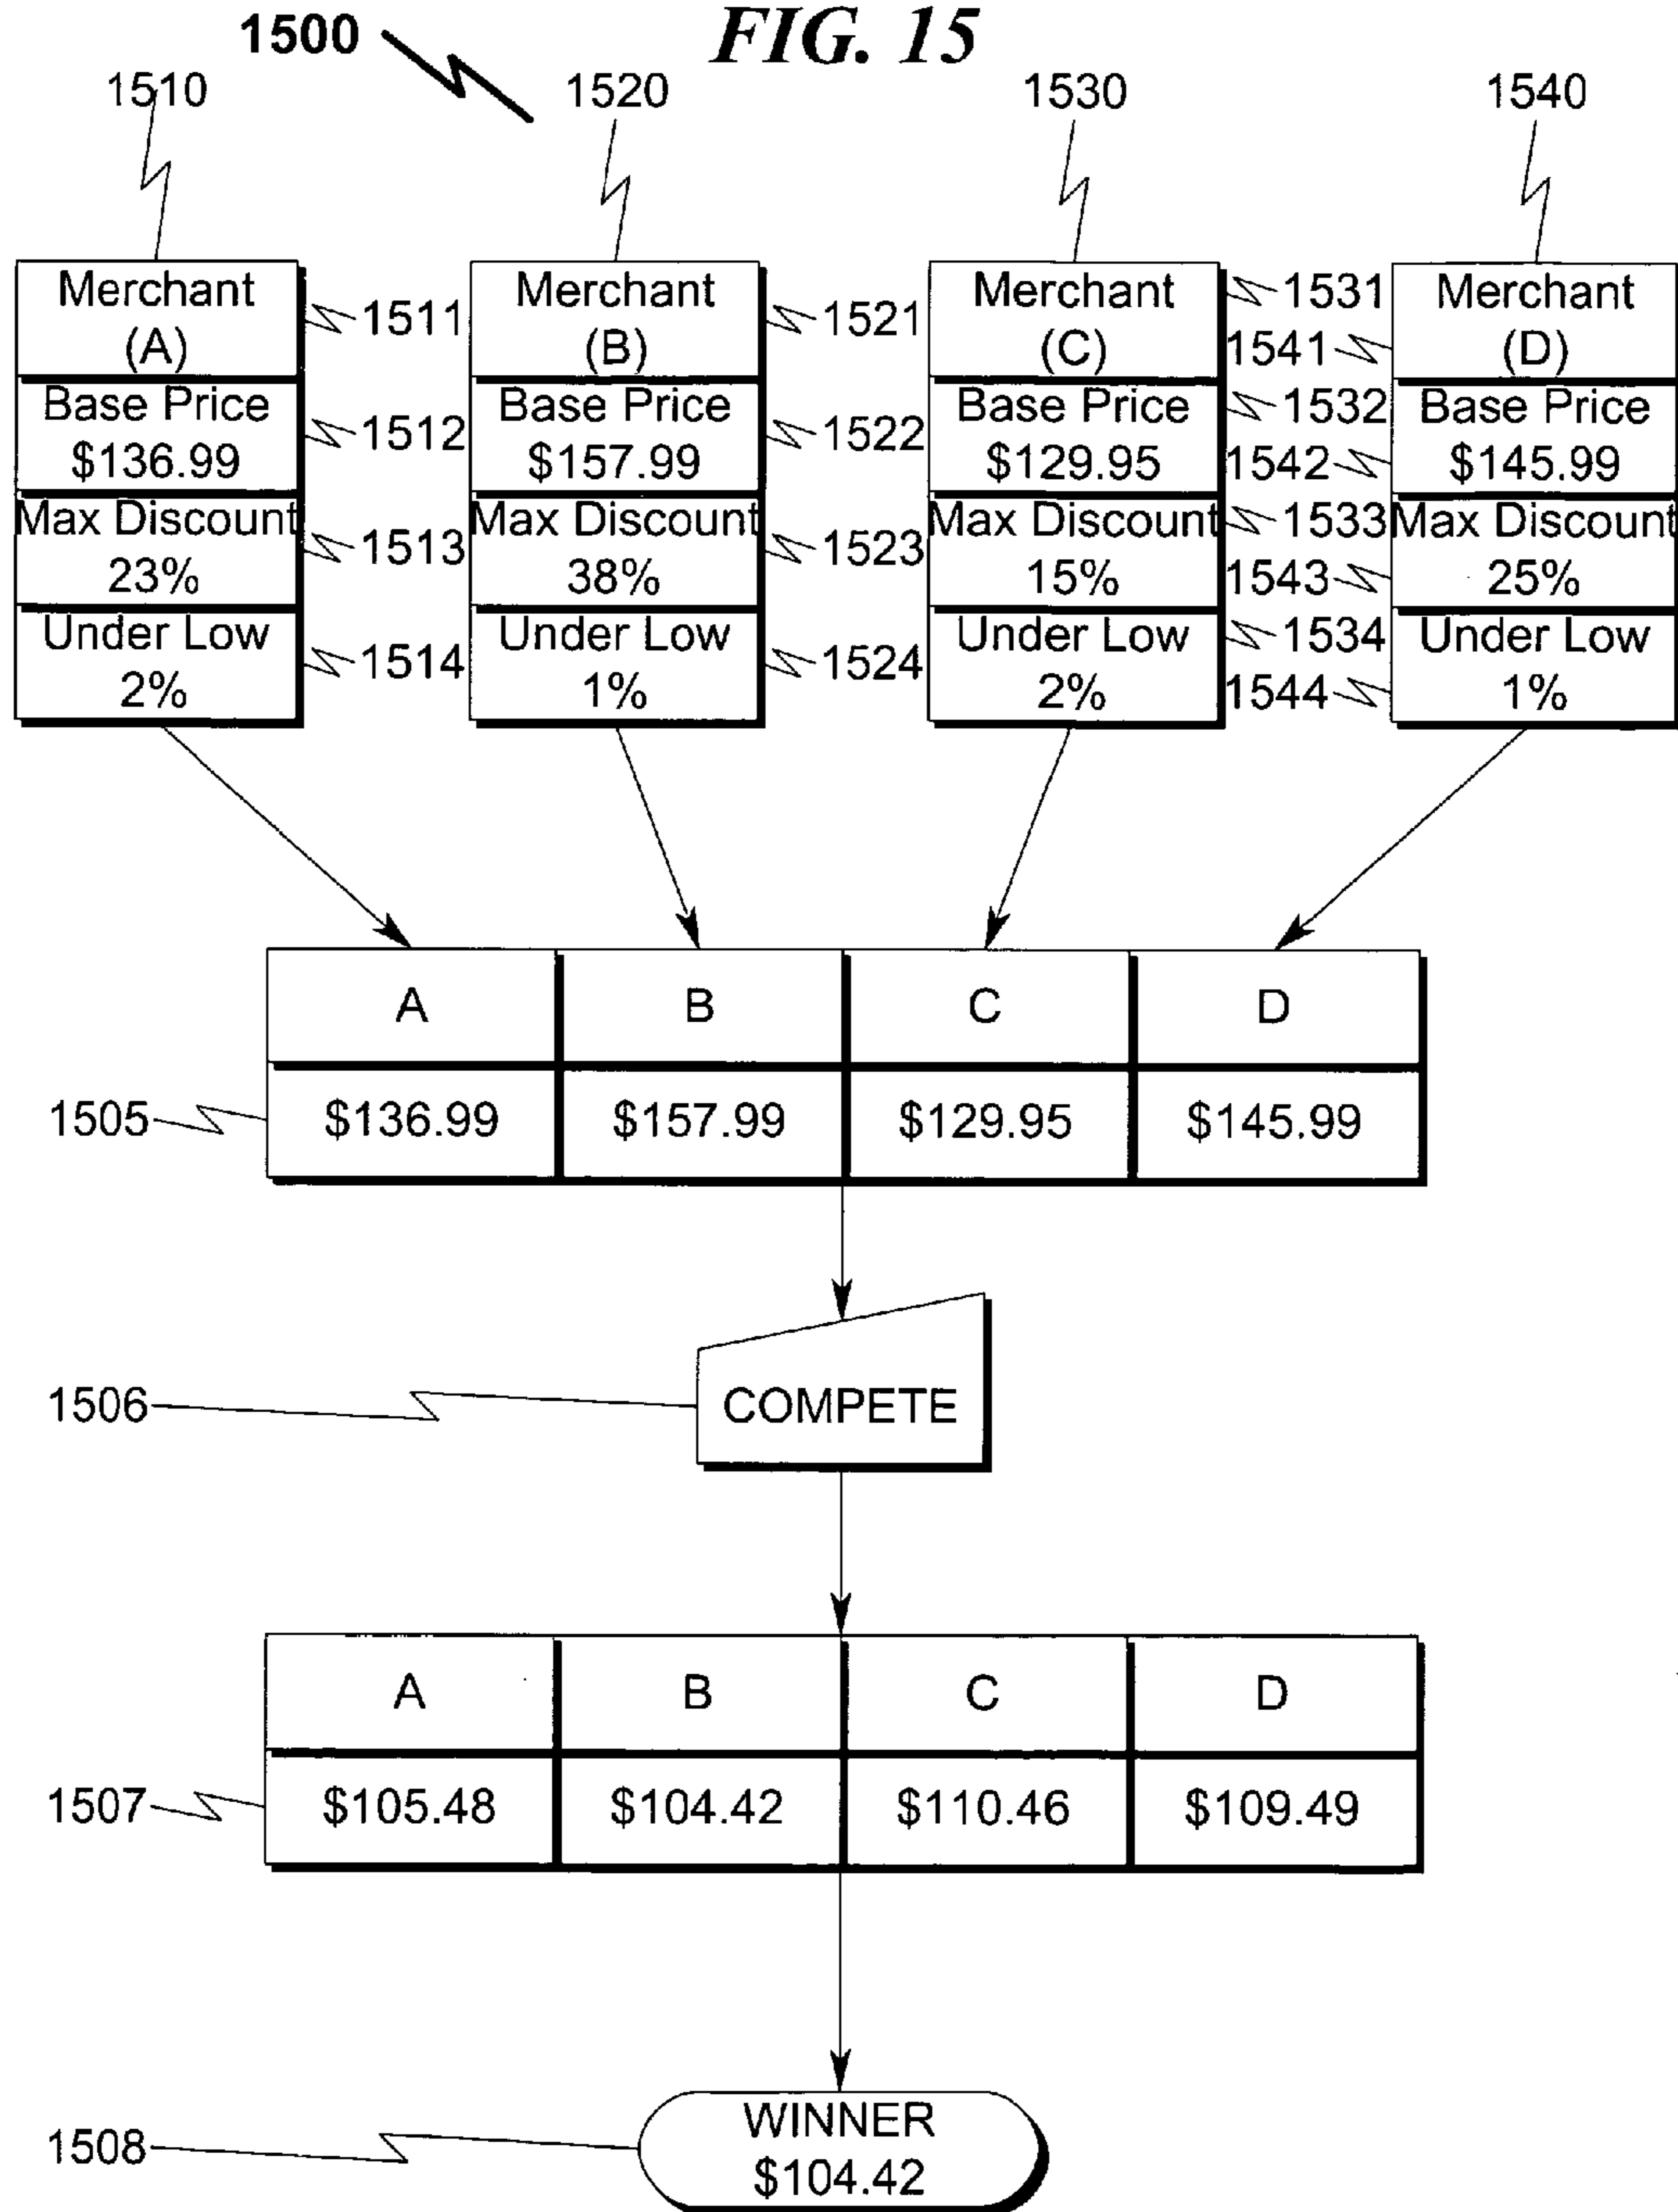 FIG. 15
1500
1510
1520
1530
1540
Merchant
(A)
1511
Base Price
$136.99
1512
Max Discount
23%
1513
Under Low
2%
1514
Merchant
(B)
1521
Base Price
$157.99
1522
Max Discount
38%
1523
Under Low
1%
1524
Merchant
(C)
1531
Base Price
$129.95
1532
Max Discount
15%
1533
Under Low
2%
1534
Merchant
(D)
1541
Base Price
$145.99
1542
Max Discount
25%
1543
Under Low
1%
1544
A
B
C
D
1505
$136.99
$157.99
$129.95
$145.99
1506
COMPETE
A
B
C
D
1507
$105.48
$104.42
$110.46
$109.49
1508
WINNER
$104.42